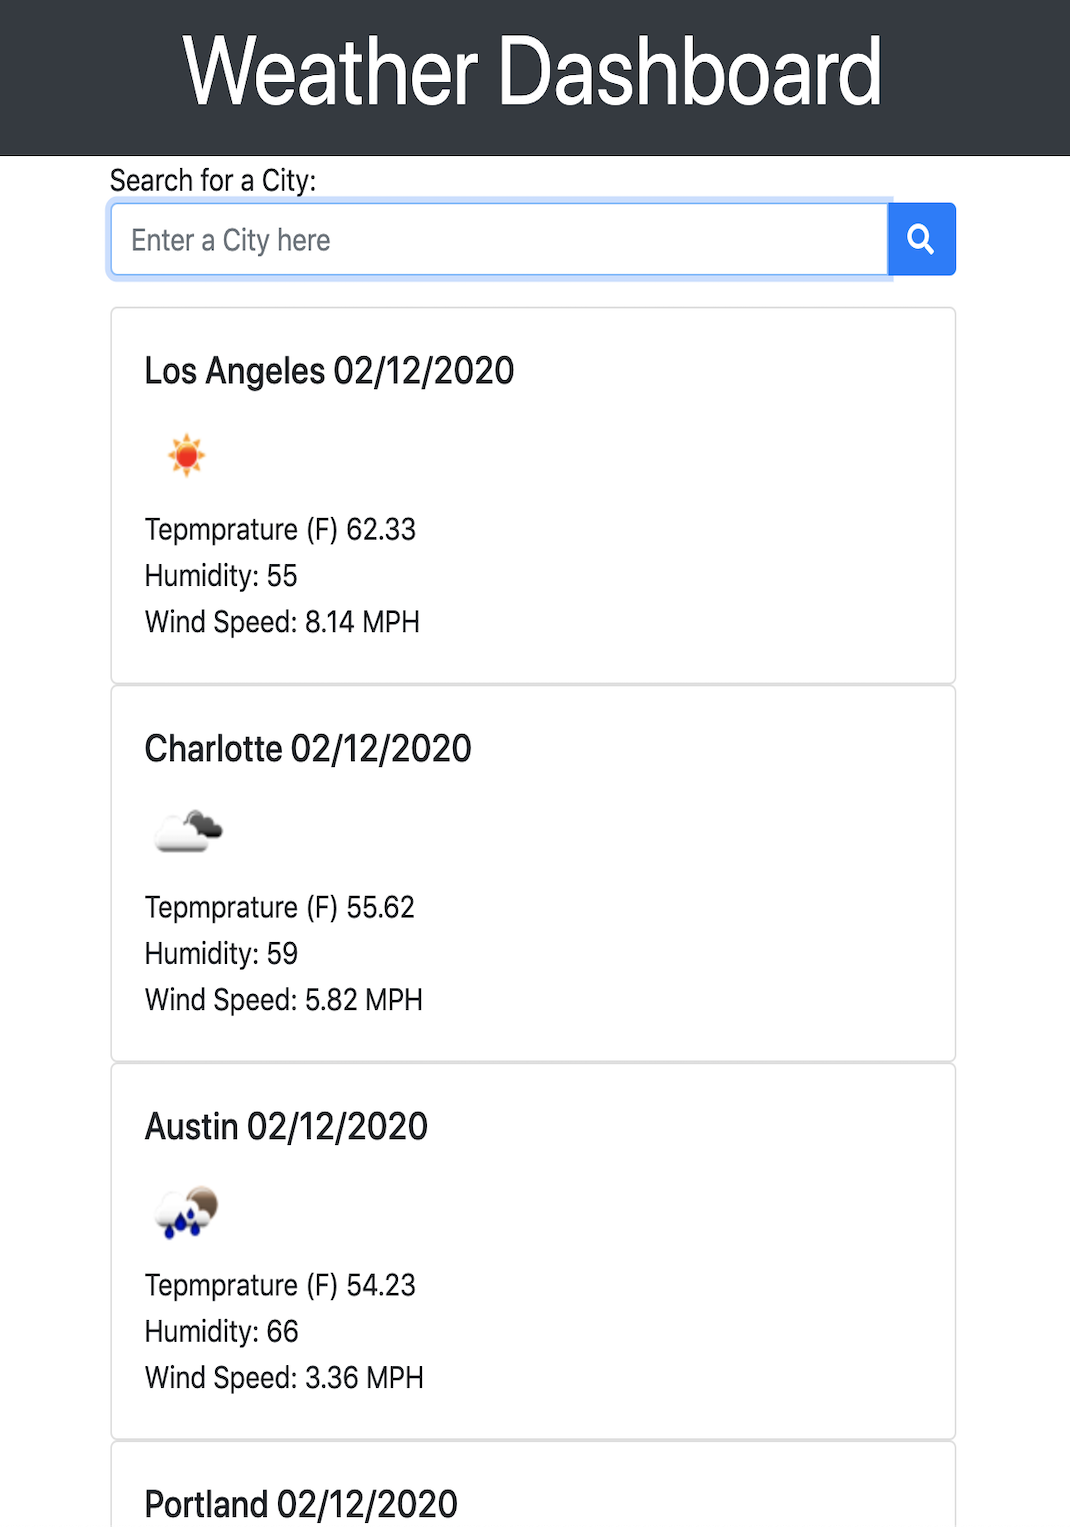 Weather Dashboard
Search for a City:
Enter a City here
Los Angeles 02/12/2020
Tepmprature (F) 62.33
Humidity: 55
Wind Speed: 8.14 MPH
Charlotte 02/12/2020
Tepmprature (F) 55.62
Humidity: 59
Wind Speed: 5.82 MPH
Austin 02/12/2020
Tepmprature (F) 54.23
Humidity: 66
Wind Speed: 3.36 MPH
Portland 02/12/2020